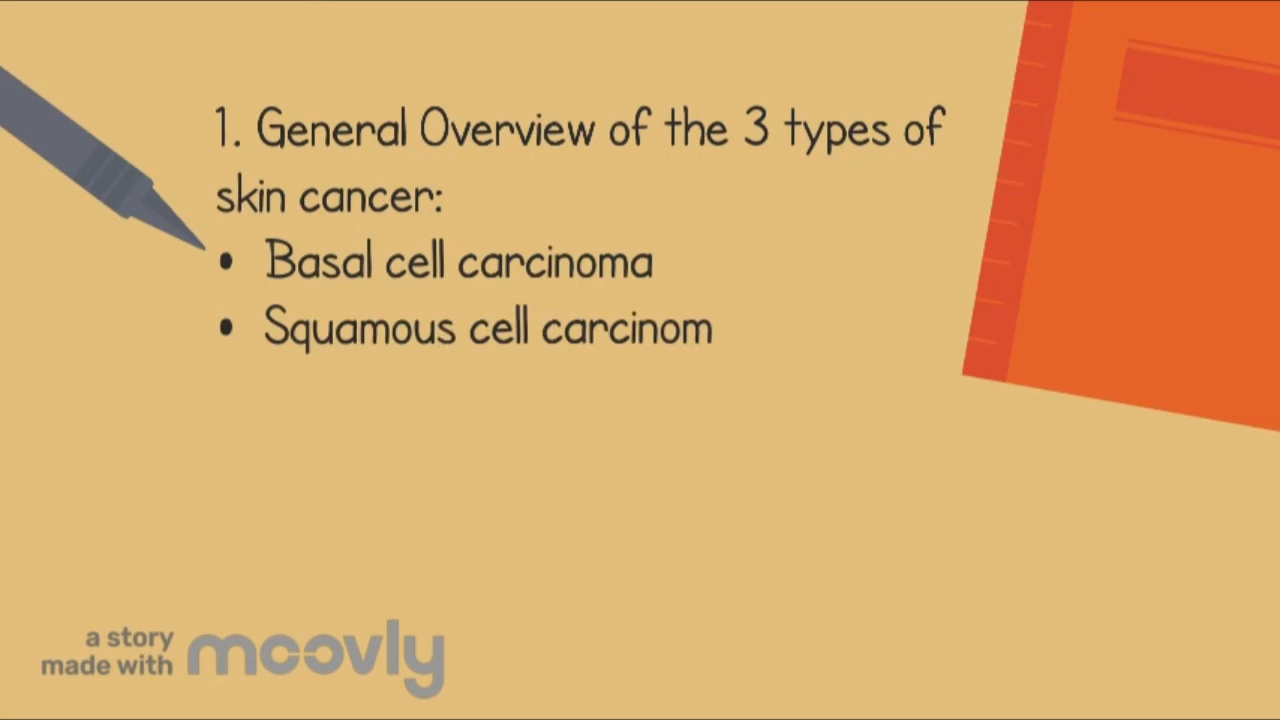 1. General Overview of the 3 types of
skin cancer:
• Basal cell carcinoma
• Squamous cell carcinom
a story
made with moovly